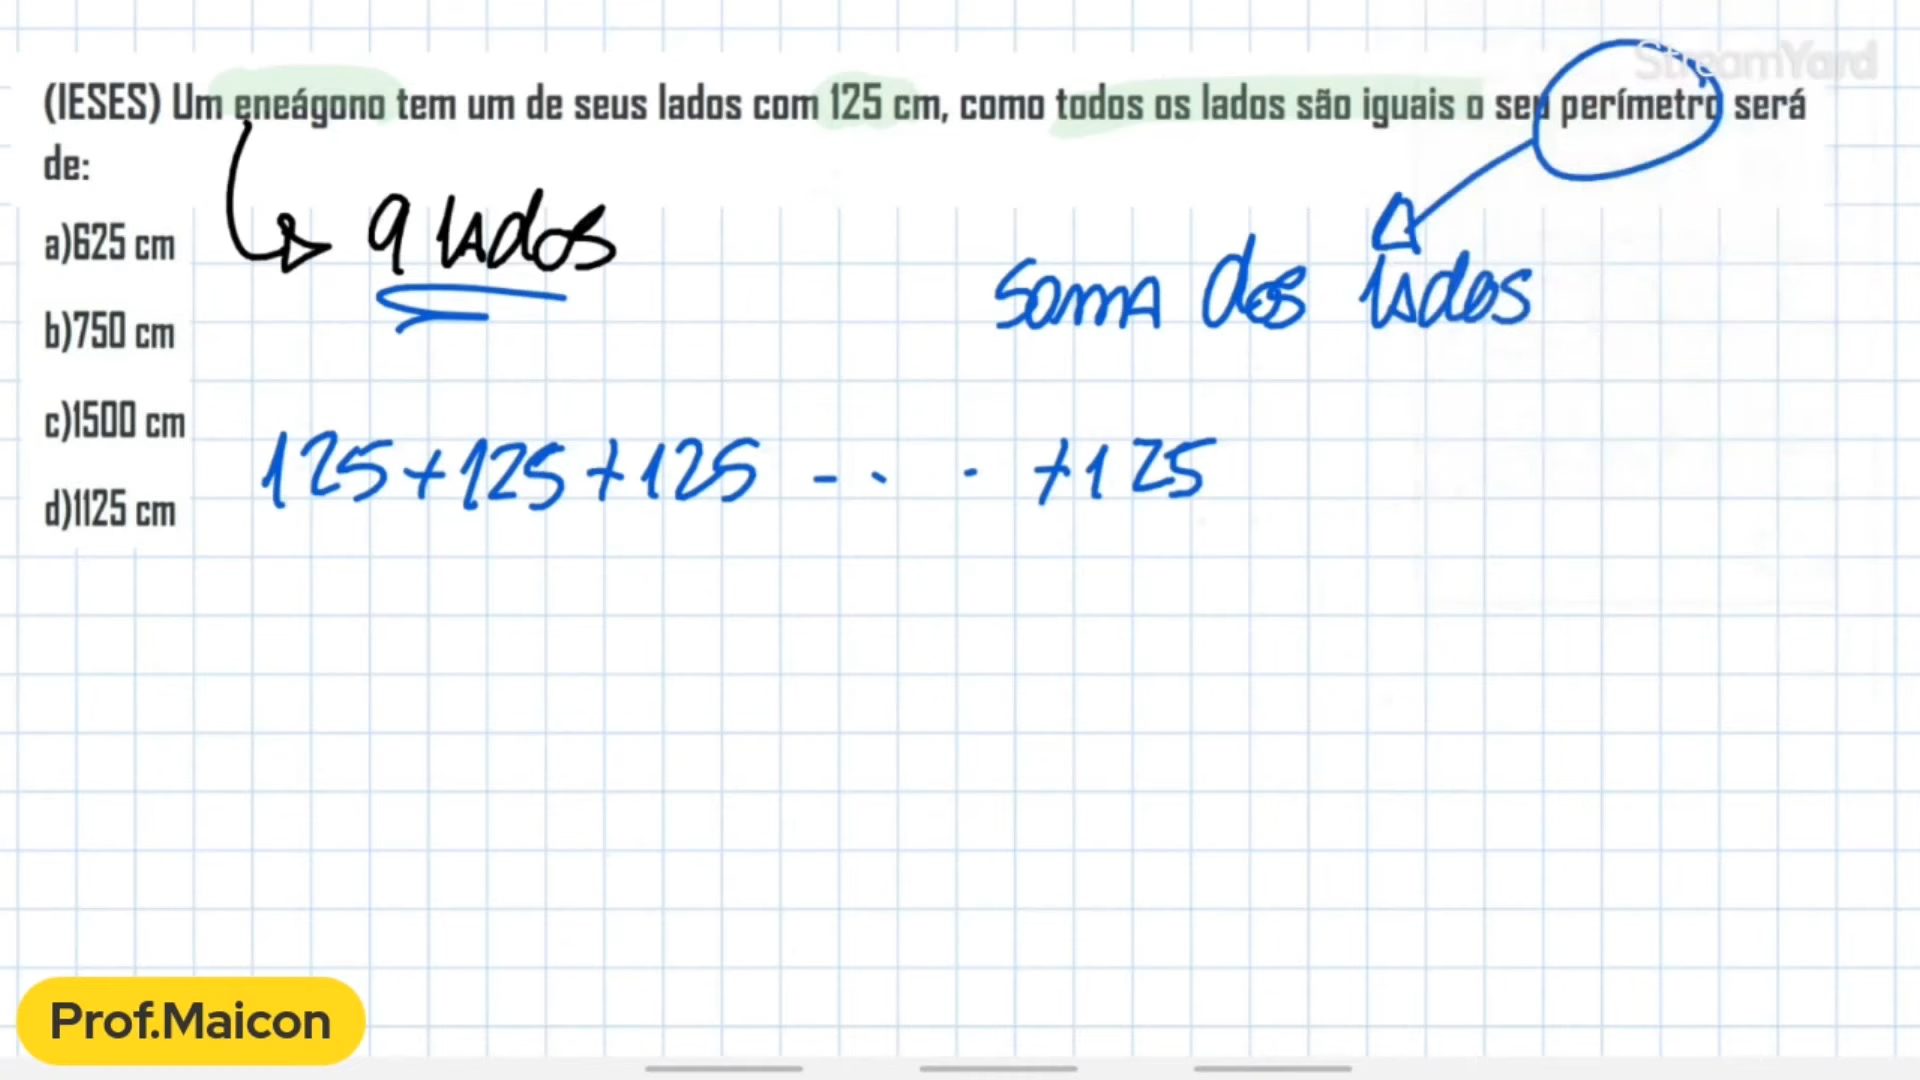 StreamYard
(IESES) Um eneágono tem um de seus lados com 125 cm, como todos os lados são iguais o seu perímetro será
de:
a)625 cm
9 lados
soma dos lados
b)750 cm
c)1500 cm
125+125+125 - . . +125
d)1125 cm
Prof.Maicon